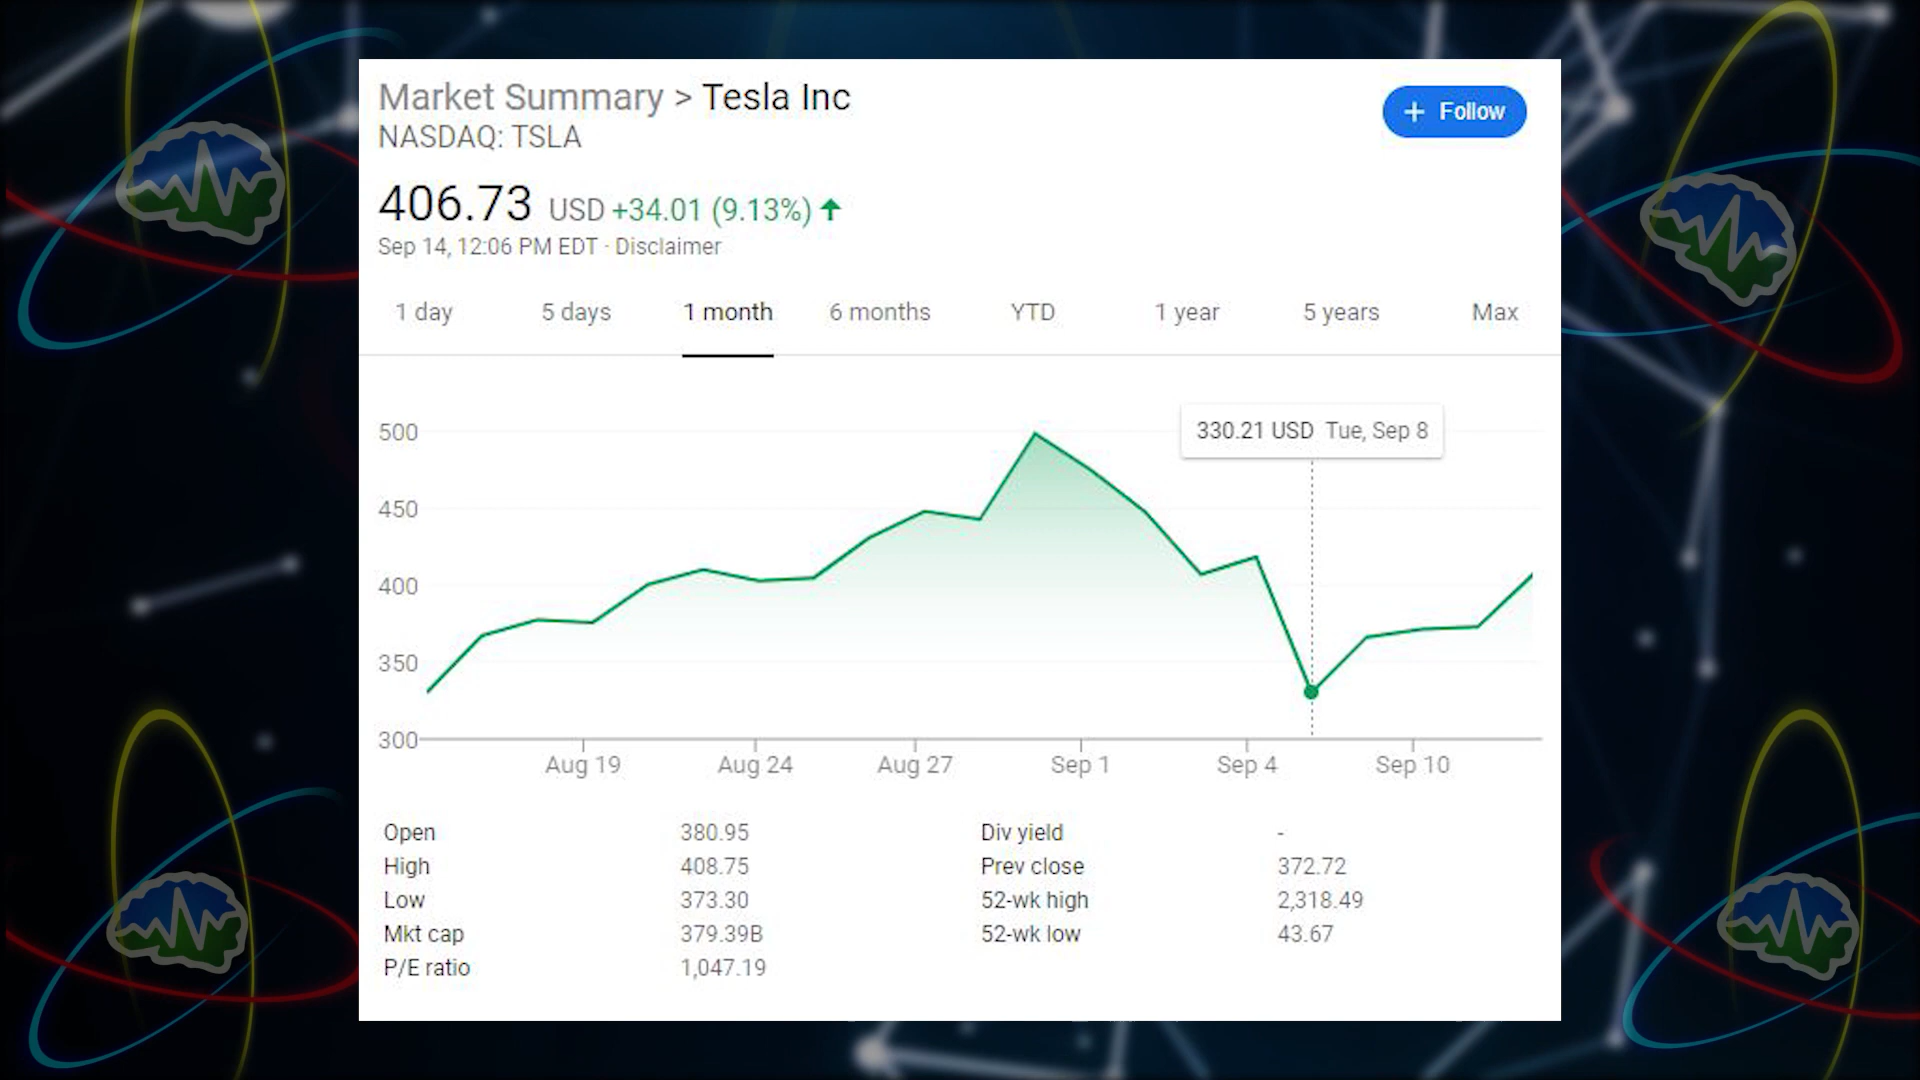 Market Summary > Tesla Inc
NASDAQ: TSLA
+ Follow
406.73 USD +34.01 (9.13%)
Sep 14, 12:06 PM EDT · Disclaimer
1 day 5 days 1 month 6 months YTD 1 year 5 years Max
330.21 USD Tue, Sep 8
500
450
400
350
300
Aug 19 Aug 24 Aug 27 Sep 1 Sep 4 Sep 10
Open 380.95 Div yield -
High 408.75 Prev close 372.72
Low 373.30 52-wk high 2,318.49
Mkt cap 379.39B 52-wk low 43.67
P/E ratio 1,047.19